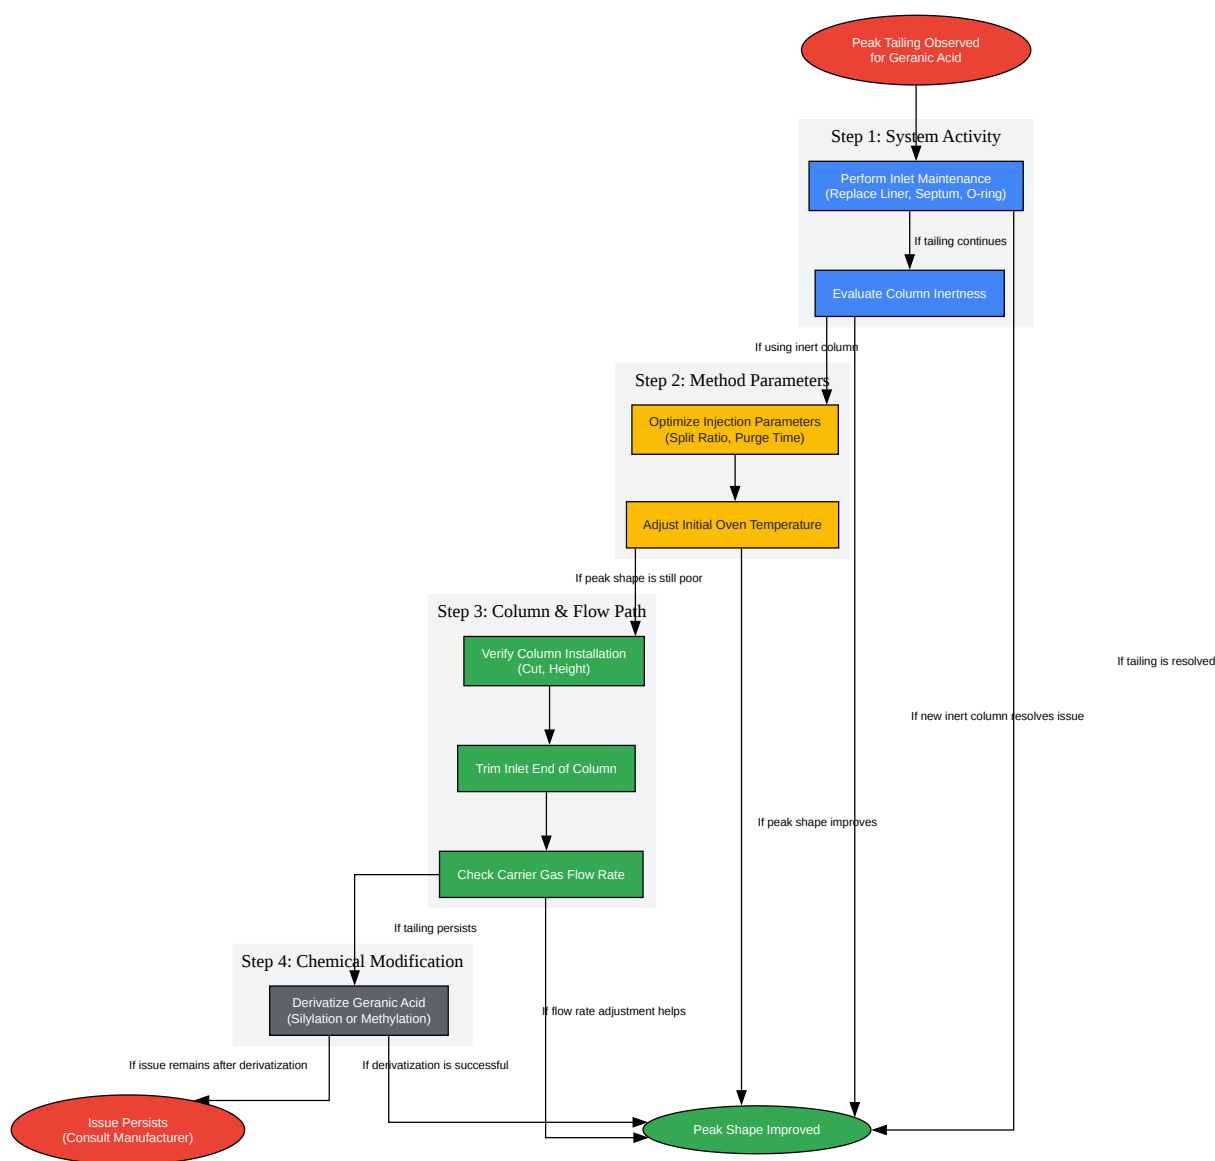 Peak Tailing Observed
for Geranic Acid
Step 1: System Activity
Perform Inlet Maintenance
(Replace Liner, Septum, O-ring)
If tailing continues
Evaluate Column Inertness
If using inert column
Step 2: Method Parameters
Optimize Injection Parameters
(Split Ratio, Purge Time)
Adjust Initial Oven Temperature
If peak shape is still poor
Step 3: Column & Flow Path
Verify Column Installation
(Cut, Height)
If tailing is resolved
If new inert column resolves issue
Trim Inlet End of Column
If peak shape improves
Check Carrier Gas Flow Rate
If tailing persists
Step 4: Chemical Modification
Derivatize Geranic Acid
(Silylation or Methylation)
If flow rate adjustment helps
If issue remains after derivatization
If derivatization is successful
Issue Persists
(Consult Manufacturer)
Peak Shape Improved